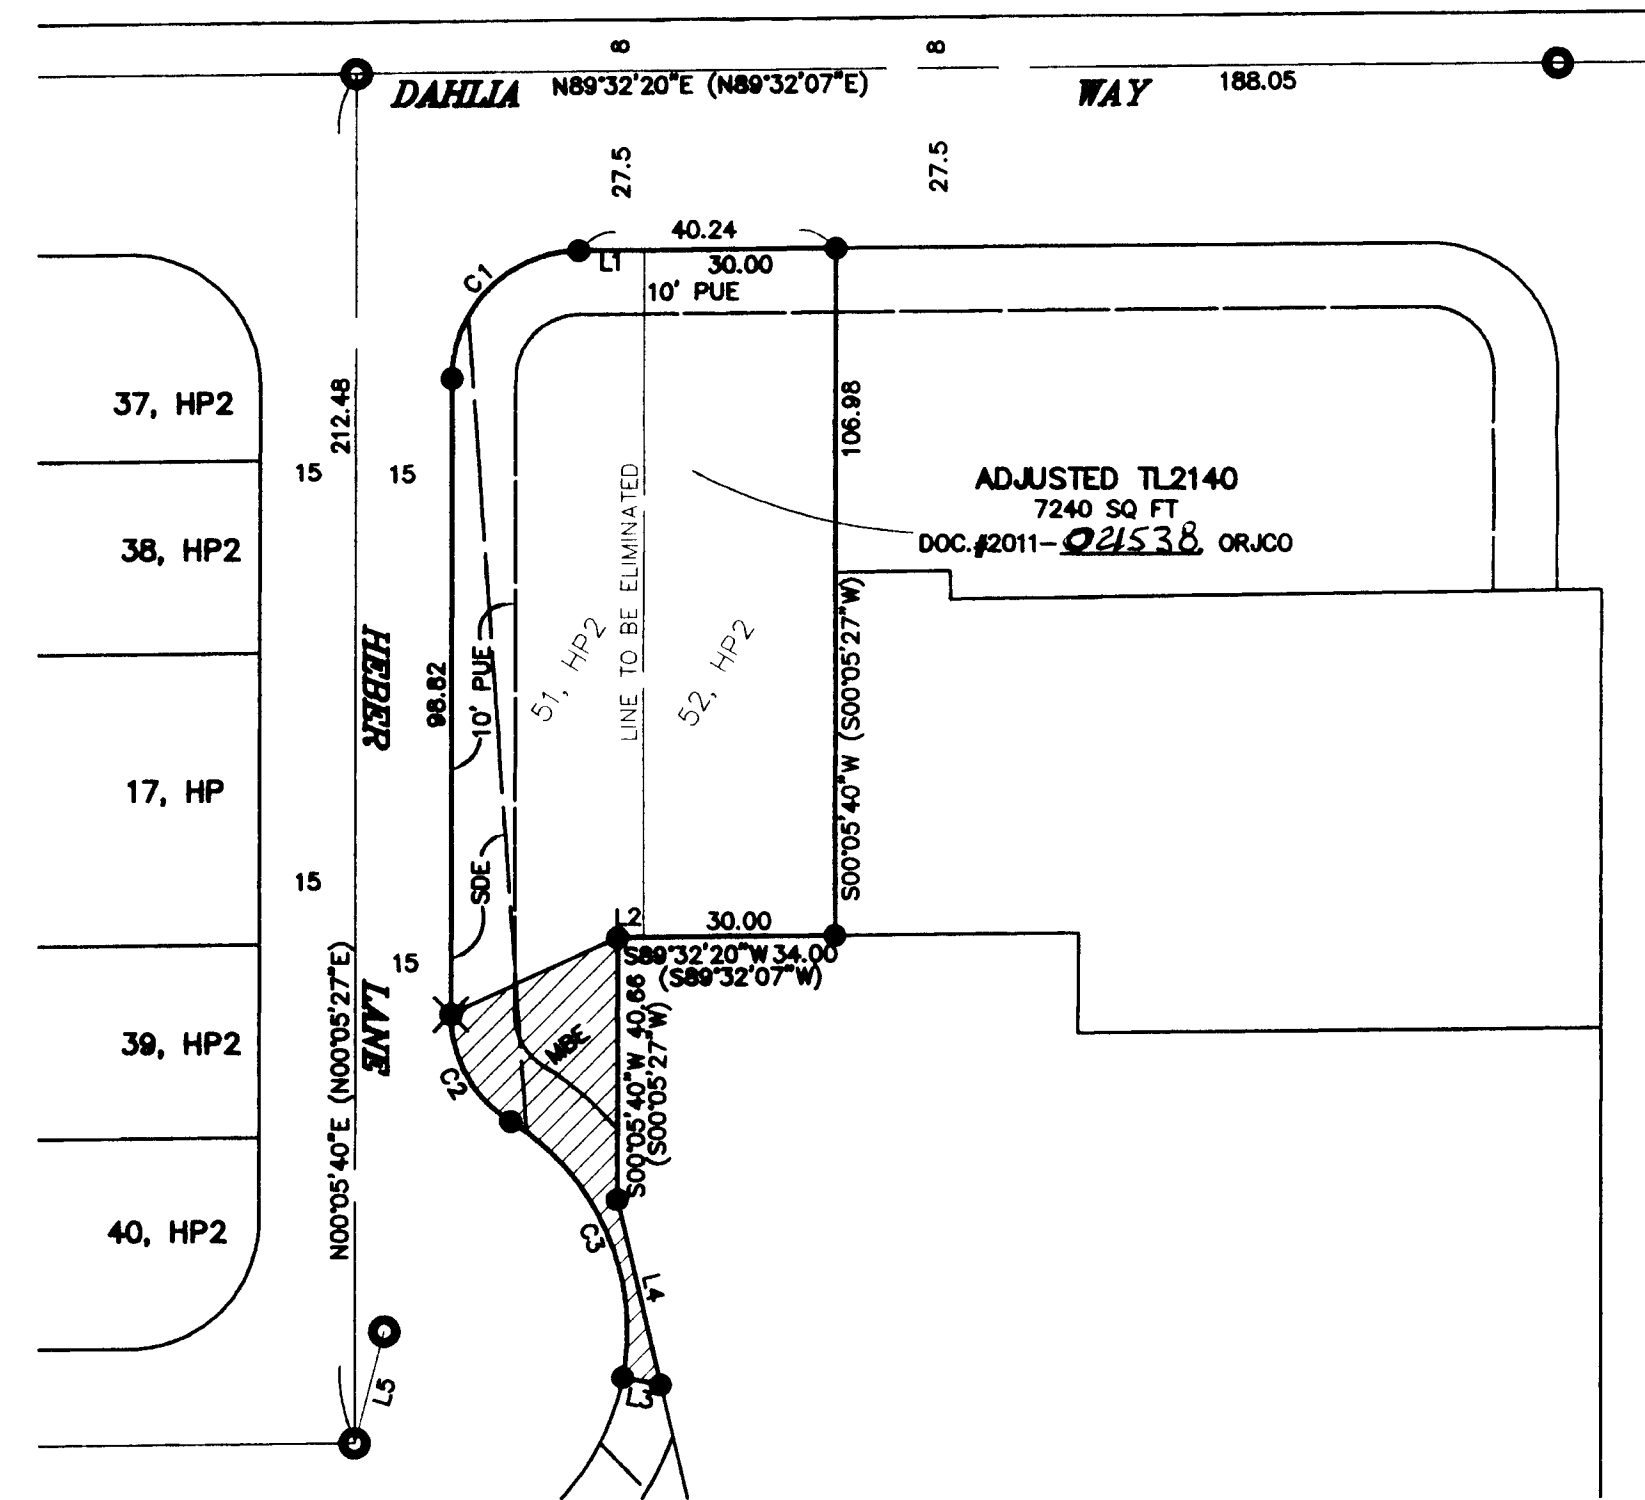 8
8
DAHLIA
N89°32'20"E (N89°32'07"E)
WAY
188.05
27.5
27.5
40.24
L1
30.00
10' PUE
C1
37, HP2
212.48
106.98
15
15
ADJUSTED TL2140
7240 SQ FT
DOC.#2011-021538 ORJCO
38, HP2
LINE TO BE ELIMINATED
HEBER
98.82
10' PUE
51, HP2
52, HP2
S00°05'40"W (S00°05'27"W)
17, HP
15
SDE
L2
30.00
S89°32'20"W 34.00
(S89°32'07"W)
15
LANE
N00°05'40"E (N00°05'27"E)
39, HP2
MBE
C2
S00°05'40"W 40.66
(S00°05'27"W)
40, HP2
C3
L4
L5
L3